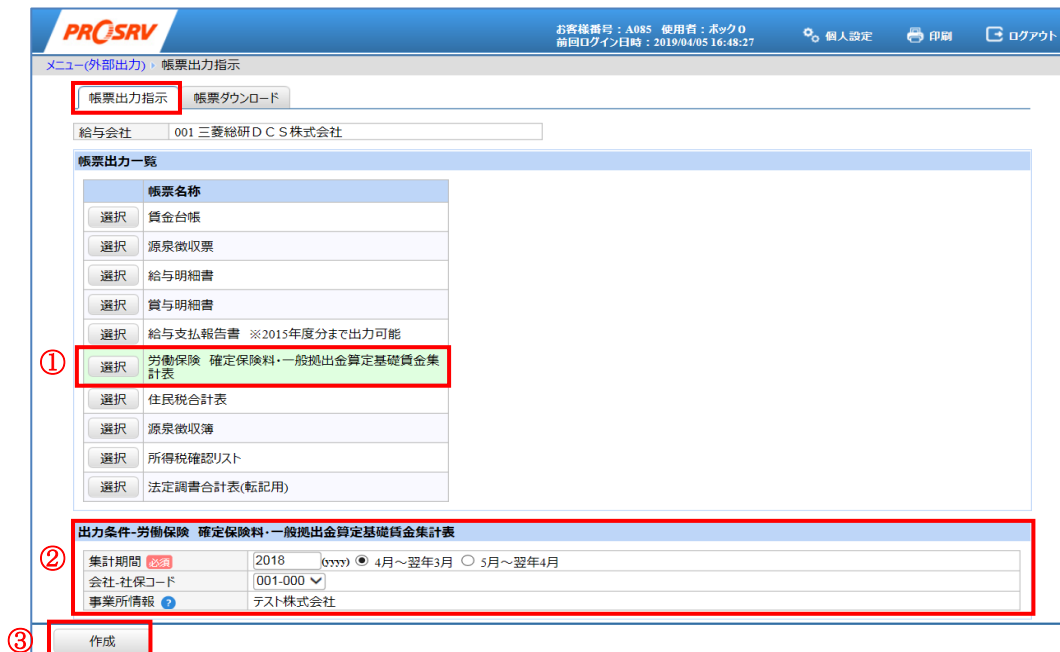 PROSRV
お客様番号：A085 使用者：ボック０
前回ログイン日時：2019/04/05 16:48:27
個人設定
印刷
ログアウト
メニュー(外部出力) 帳票出力指示
帳票出力指示
帳票ダウンロード
給与会社 001 三菱総研ＤＣＳ株式会社
帳票出力一覧
帳票名称
選択 賃金台帳
選択 源泉徴収票
選択 給与明細書
選択 賞与明細書
選択 給与支払報告書 ※2015年度分まで出力可能
①
選択 労働保険 確定保険料・一般拠出金算定基礎賃金集
計表
選択 住民税合計表
選択 源泉徴収簿
選択 所得税確認リスト
選択 法定調書合計表(転記用)
出力条件-労働保険 確定保険料・一般拠出金算定基礎賃金集計表
②
集計期間 必須 2018 (yyyy) 4月～翌年3月 5月～翌年4月
会社-社保コード 001-000
事業所情報 ? テスト株式会社
③
作成